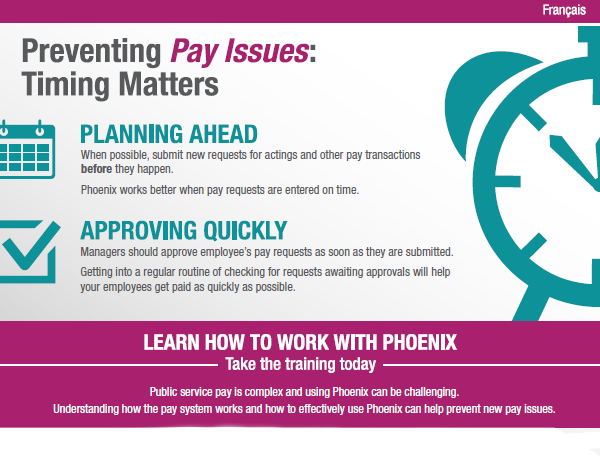 Français
Preventing Pay Issues:
Timing Matters
PLANNING AHEAD
When possible, submit new requests for actings and other pay transactions
before they happen.
Phoenix works better when pay requests are entered on time.
APPROVING QUICKLY
Managers should approve employee's pay requests as soon as they are submitted.
Getting into a regular routine of checking for requests awaiting approvals will help
your employees get paid as quickly as possible.
LEARN HOW TO WORK WITH PHOENIX
Take the training today
Public service pay is complex and using Phoenix can be challenging.
Understanding how the pay system works and how to effectively use Phoenix can help prevent new pay issues.